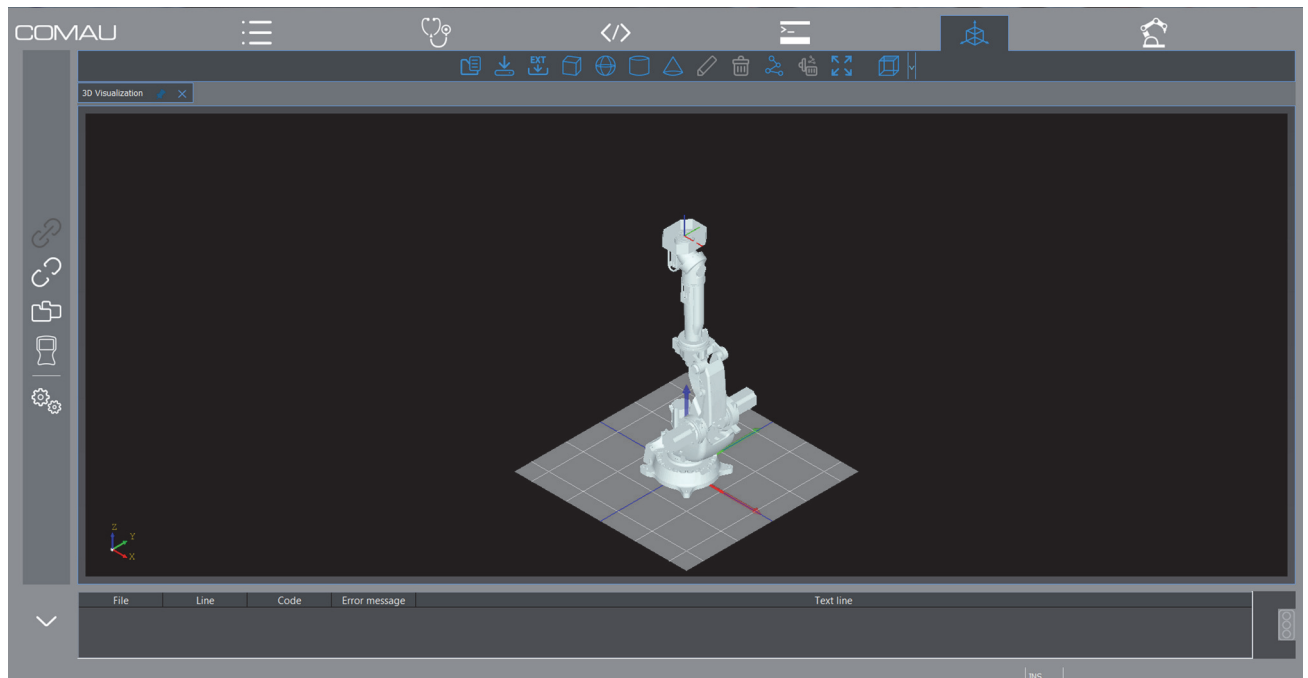 COMAU
</>
>_
EXT
3D Visualization
Z
Y
X
File Line Code Error message Text line
INS